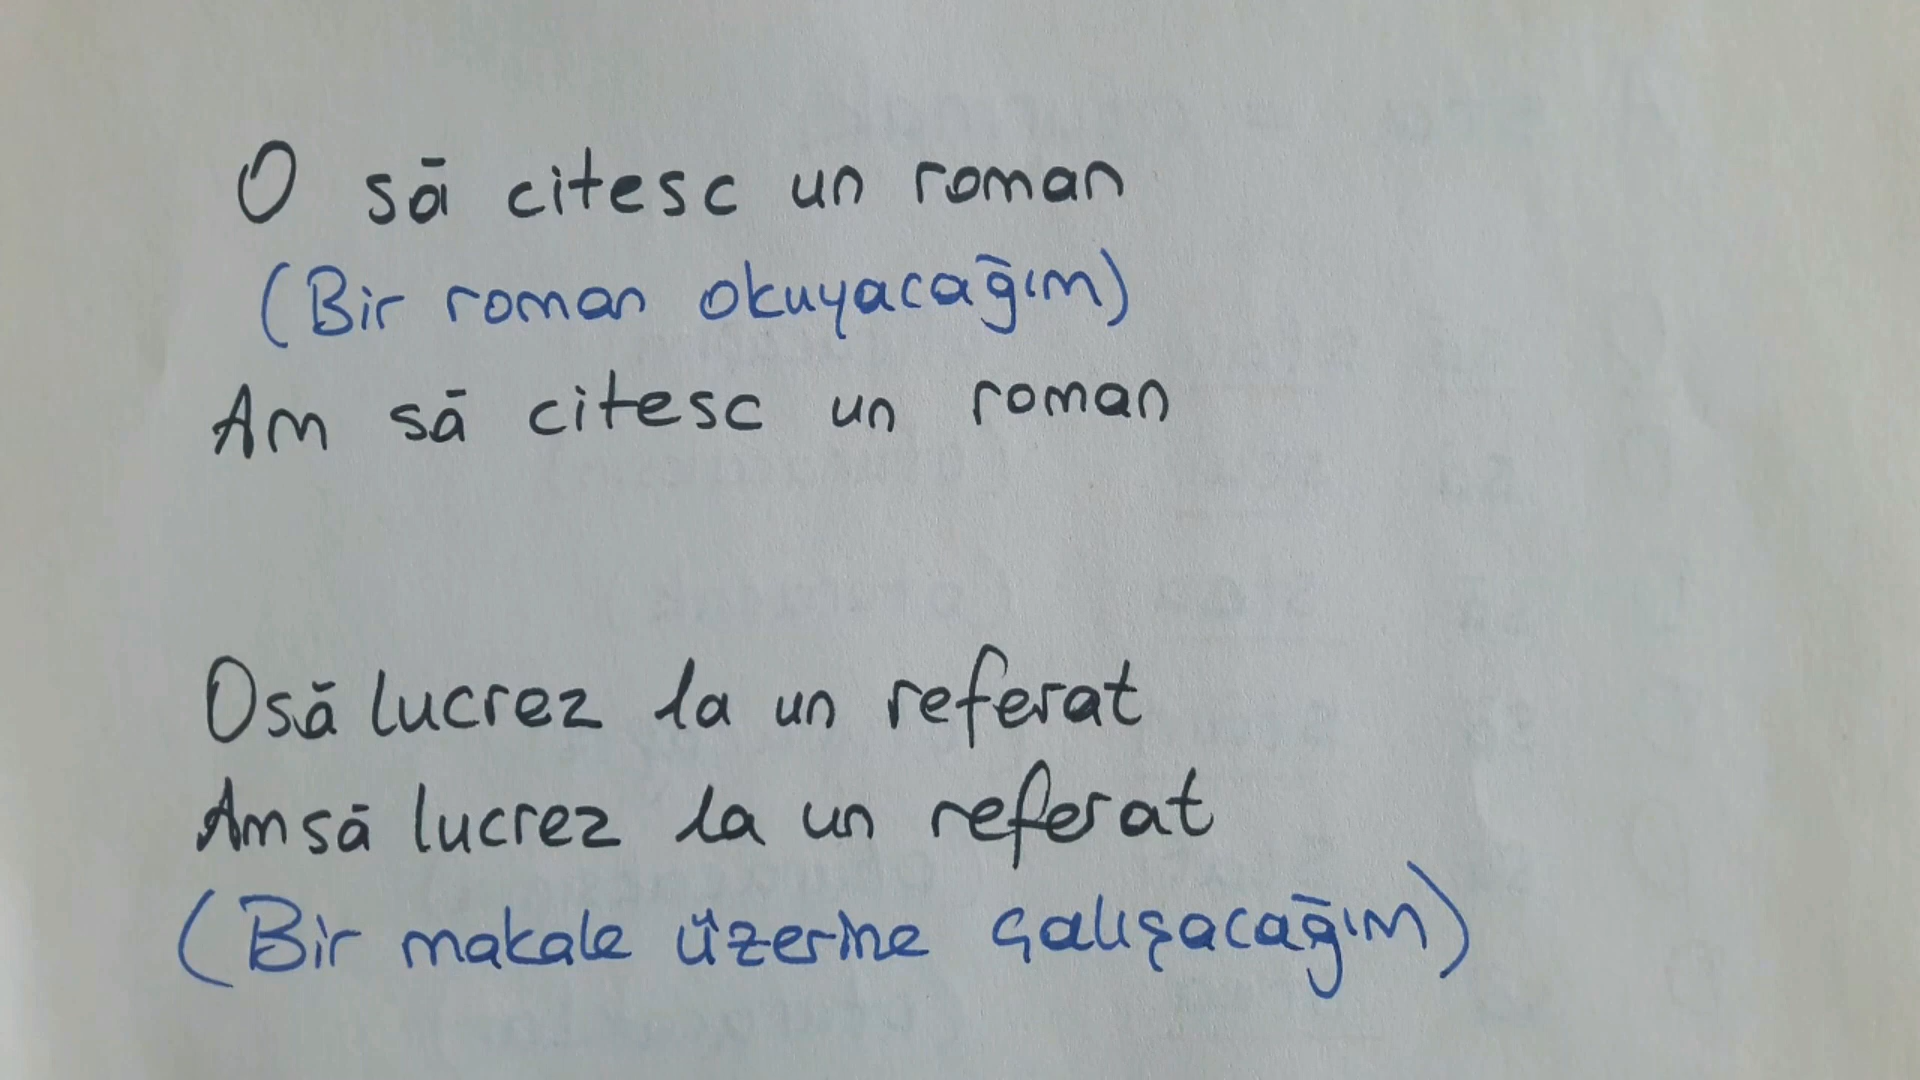 O să citesc un roman
(Bir roman okuyacağım)
Am să citesc un roman
O să lucrez la un referat
Am să lucrez la un referat
(Bir makale üzerine çalışacağım)